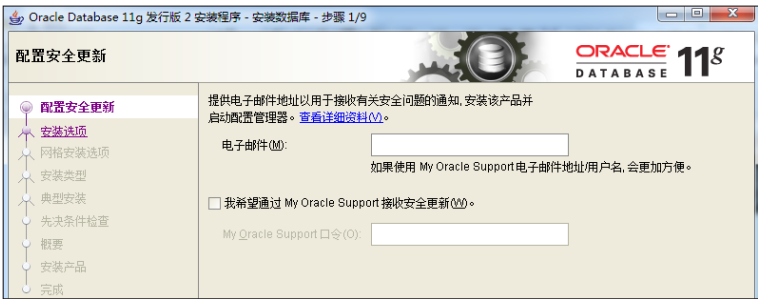 Oracle Database 11g 发行版 2 安装程序 - 安装数据库 - 步骤 1/9
配置安全更新
ORACLE
DATABASE 11g
配置安全更新
安装选项
网格安装选项
安装类型
典型安装
先决条件检查
概要
安装产品
完成
提供电子邮件地址以用于接收有关安全问题的通知, 安装该产品并
启动配置管理器。查看详细资料(V)。
电子邮件(M):
如果使用 My Oracle Support 电子邮件地址/用户名, 会更加方便。
我希望通过 My Oracle Support 接收安全更新(W)。
My Oracle Support 口令(O):